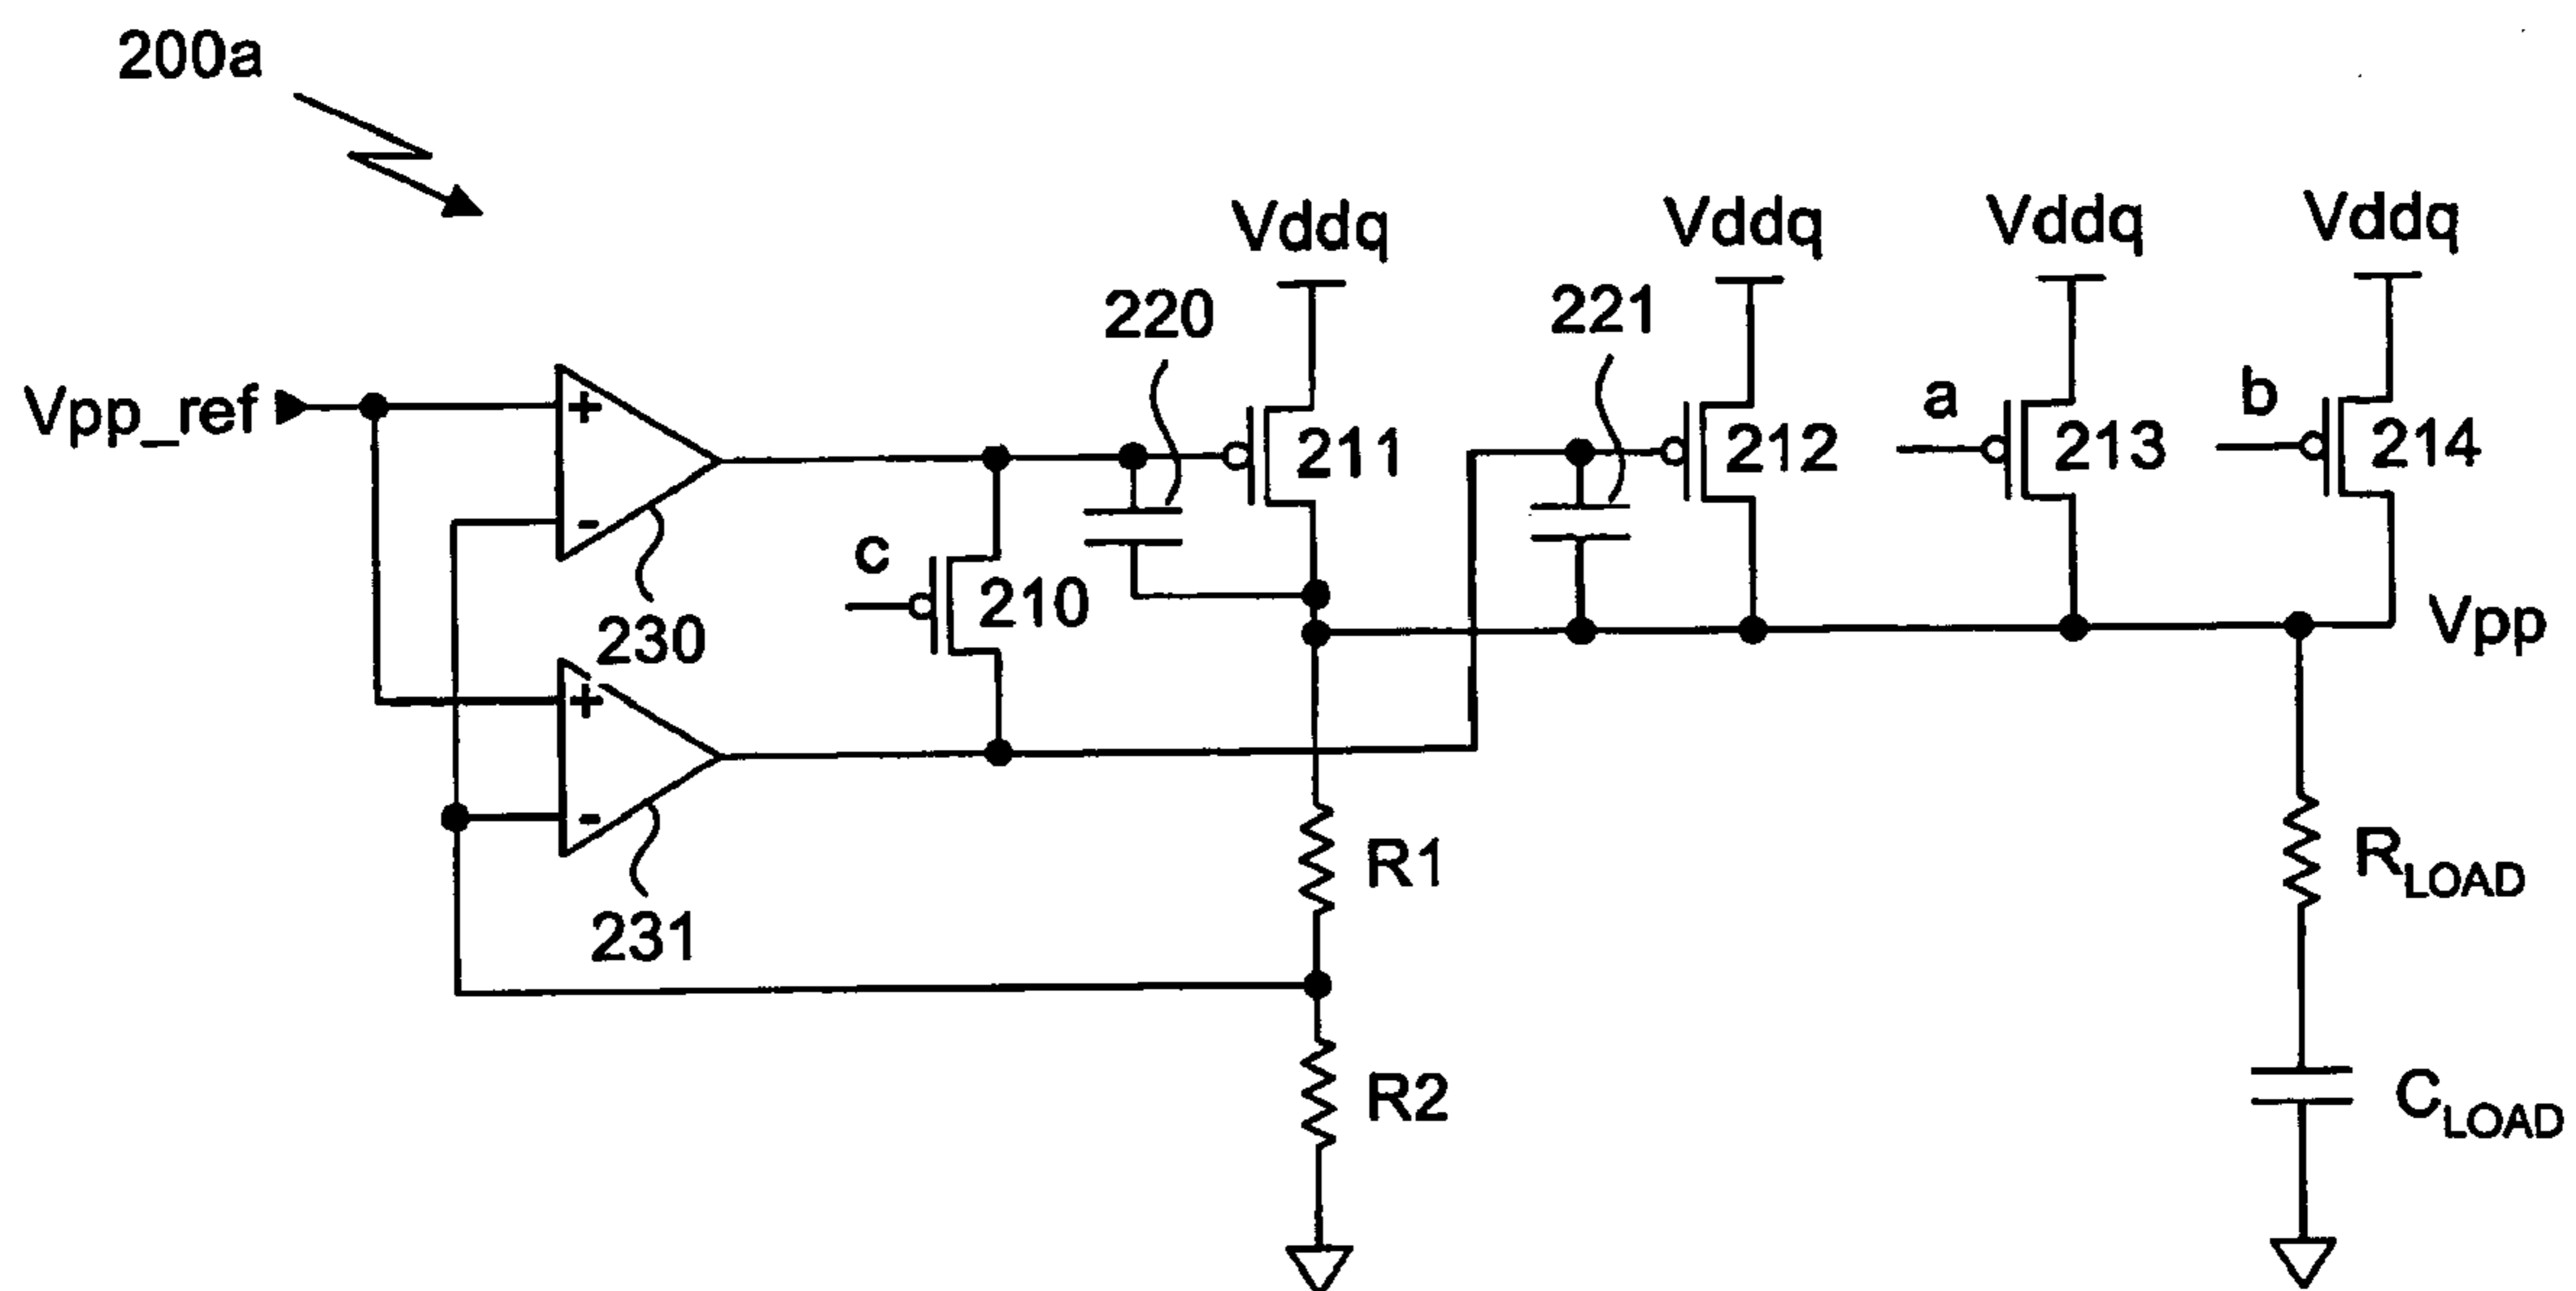 200a
Vddq
Vddq
Vddq
Vddq
220
221
Vpp_ref
+
-
a
b
211
212
213
214
c
210
230
Vpp
+
-
231
R1
RLOAD
R2
CLOAD